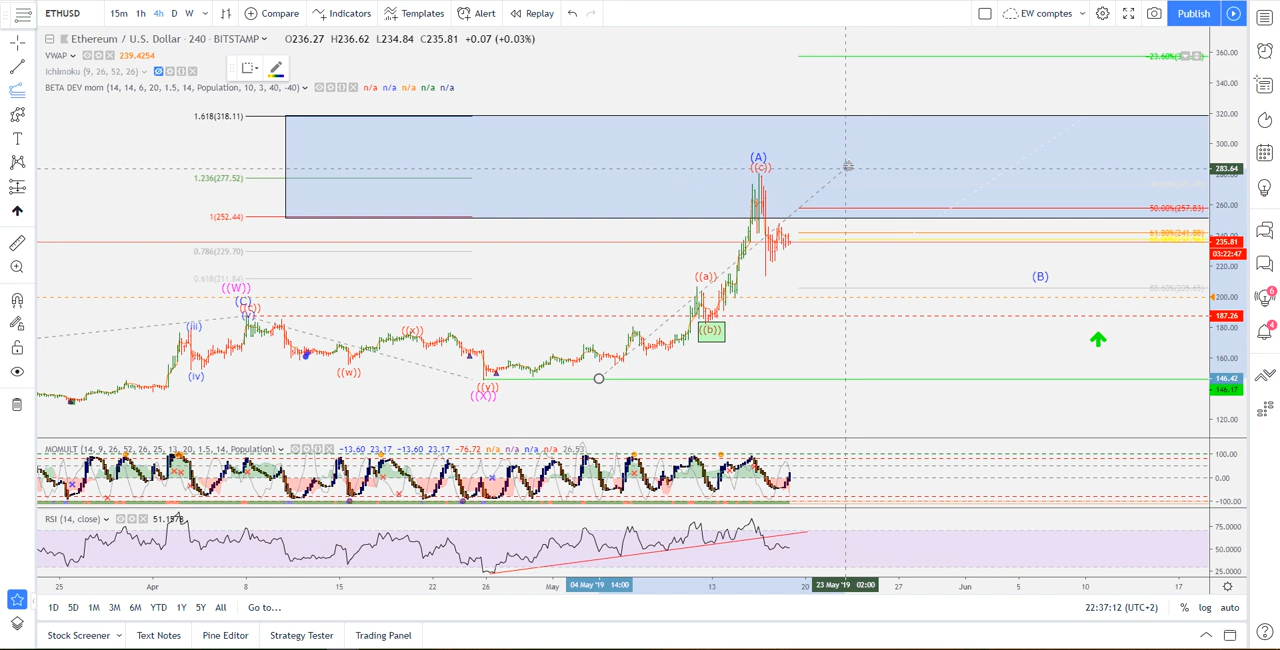 ETHUSD 15m 1h 4h D W Compare Indicators Templates Alert Replay EW comptes Publish
Ethereum / U.S. Dollar · 240 · BITSTAMP O236.27 H236.62 L234.84 C235.81 +0.07 (+0.03%)
VWAP 239.4254
Ichimoku (9, 26, 52, 26)
BETA DEV mom (14, 14, 6, 20, 1.5, 14, Population, 10, 3, 40, -40) n/a n/a n/a n/a n/a
360.00
340.00
320.00
300.00
283.64
260.00
235.81
03:22:47
220.00
200.00
187.26
180.00
160.00
146.42
146.17
120.00
1.618(318.11)
1.236(277.52)
1(252.44)
0.786(229.70)
0.618(211.84)
50.00%(257.83)
61.80%(241.88)
(A)
((c))
((a))
((b))
(B)
((W))
(C)
(iii)
(iv)
((w))
((x))
((y))
((X))
MOMULT (14, 9, 26, 52, 26, 25, 13, 20, 1.5, 14, Population) -13.60 23.17 -13.60 23.17 -76.72 n/a n/a n/a n/a 26.53
100.00
0.00
-100.00
RSI (14, close) 51.1578
75.0000
50.0000
25.0000
25 Apr 8 15 22 May 04 May '19 14:00 13 20 23 May '19 02:00 27 Jun 5 10 17
1D 5D 1M 3M 6M YTD 1Y 5Y All Go to... 22:37:12 (UTC+2) % log auto
Stock Screener Text Notes Pine Editor Strategy Tester Trading Panel
6
4